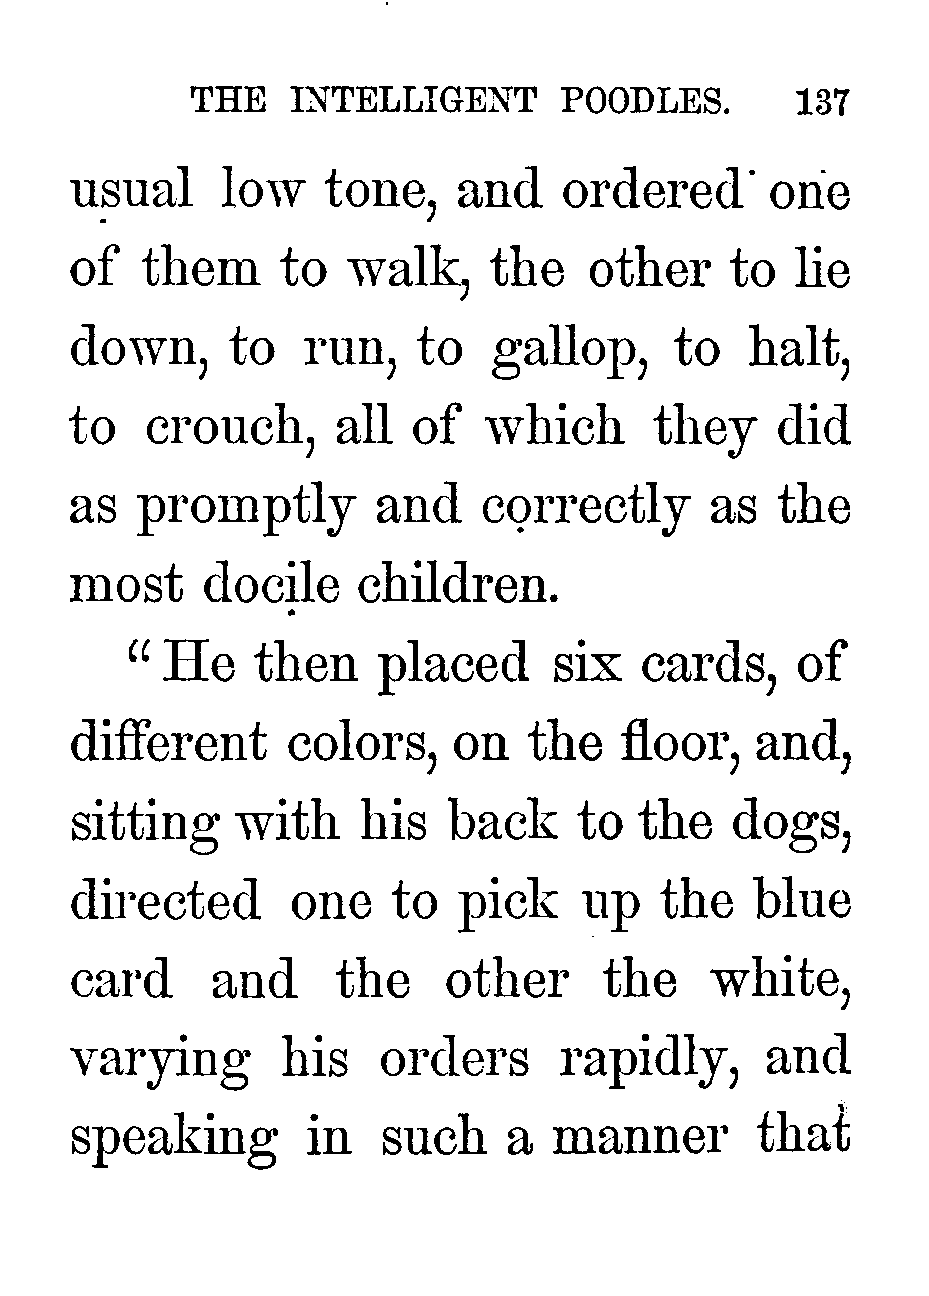 THE INTELLIGENT POODLES. 137
usual low tone, and ordered one
of them to walk, the other to lie
down, to run, to gallop, to halt,
to crouch, all of which they did
as promptly and correctly as the
most docile children.
“He then placed six cards, of
different colors, on the floor, and,
sitting with his back to the dogs,
directed one to pick up the blue
card and the other the white,
varying his orders rapidly, and
speaking in such a manner that